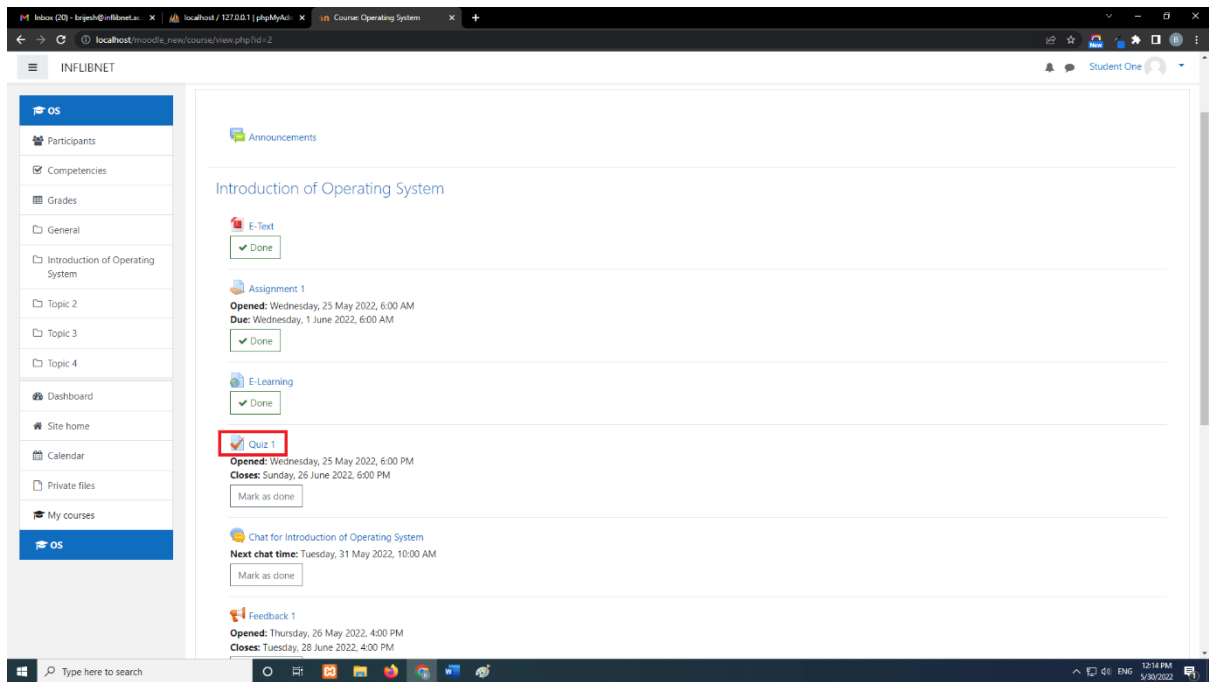 Inbox (20) - brijesh@inflibnet.ac.
localhost / 127.0.0.1 | phpMyAdm
Course: Operating System
localhost/moodle_new/course/view.php?id=2
New
B
INFLIBNET
Student One
OS
Participants
Competencies
Grades
General
Introduction of Operating
System
Topic 2
Topic 3
Topic 4
Dashboard
Site home
Calendar
Private files
My courses
OS
Announcements
Introduction of Operating System
E-Text
Done
Assignment 1
Opened: Wednesday, 25 May 2022, 6:00 AM
Due: Wednesday, 1 June 2022, 6:00 AM
Done
E-Learning
Done
Quiz 1
Opened: Wednesday, 25 May 2022, 6:00 PM
Closes: Sunday, 26 June 2022, 6:00 PM
Mark as done
Chat for Introduction of Operating System
Next chat time: Tuesday, 31 May 2022, 10:00 AM
Mark as done
Feedback 1
Opened: Thursday, 26 May 2022, 4:00 PM
Closes: Tuesday, 28 June 2022, 4:00 PM
Type here to search
ENG
12:14 PM
5/30/2022